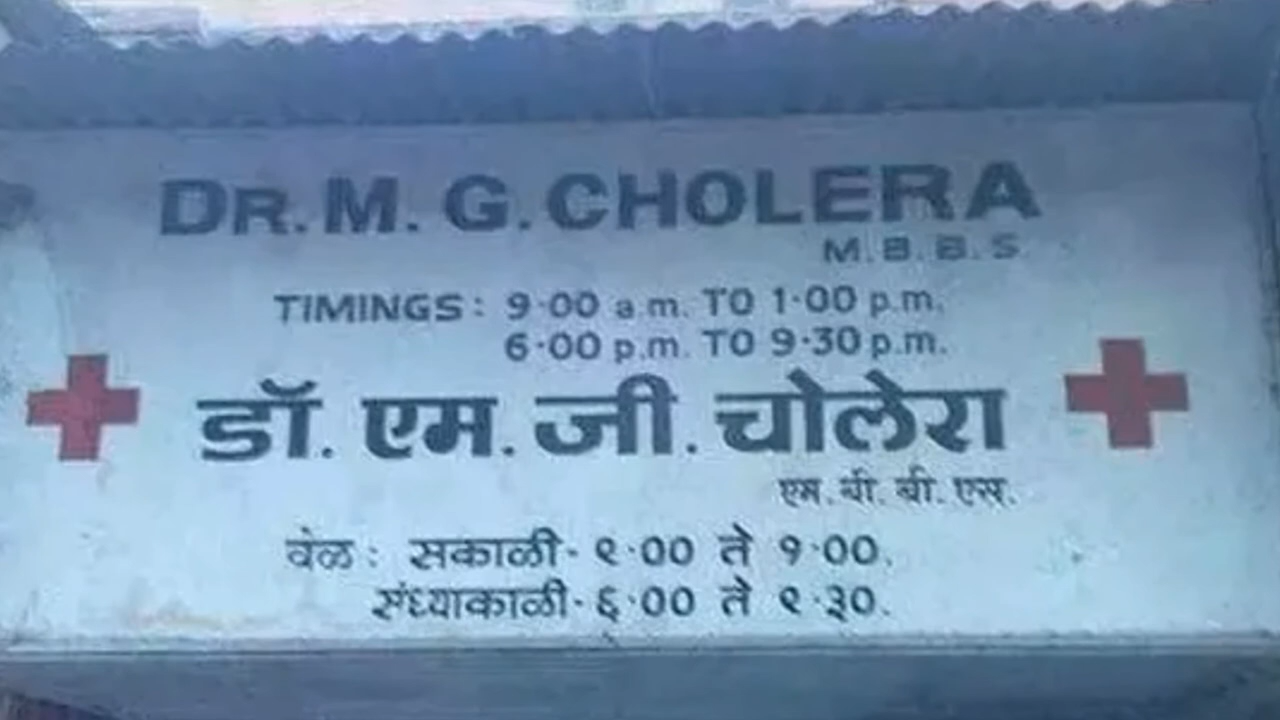 DR. M. G. CHOLERA
M.B.B.S.
TIMINGS: 9·00 a.m. TO 1·00 p.m.
6·00 p.m. TO 9·30 p.m.
डॉ. एम. जी. चोलेरा
एम. बी. बी. एस.
वेळ: सकाळी- ९·०० ते १·००.
संध्याकाळी- ६·०० ते ९·३०.